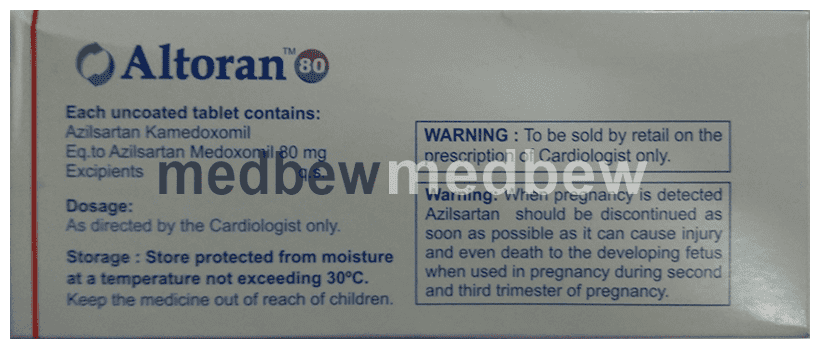 Altoran™ 80
Each uncoated tablet contains:
Azilsartan Kamedoxomil
Eq.to Azilsartan Medoxomil 80 mg
Excipients q.s.
Dosage:
As directed by the Cardiologist only.
Storage : Store protected from moisture
at a temperature not exceeding 30ºC.
Keep the medicine out of reach of children.
WARNING : To be sold by retail on the
prescription of Cardiologist only.
Warning: When pregnancy is detected
Azilsartan should be discontinued as
soon as possible as it can cause injury
and even death to the developing fetus
when used in pregnancy during second
and third trimester of pregnancy.
medbewmedbew